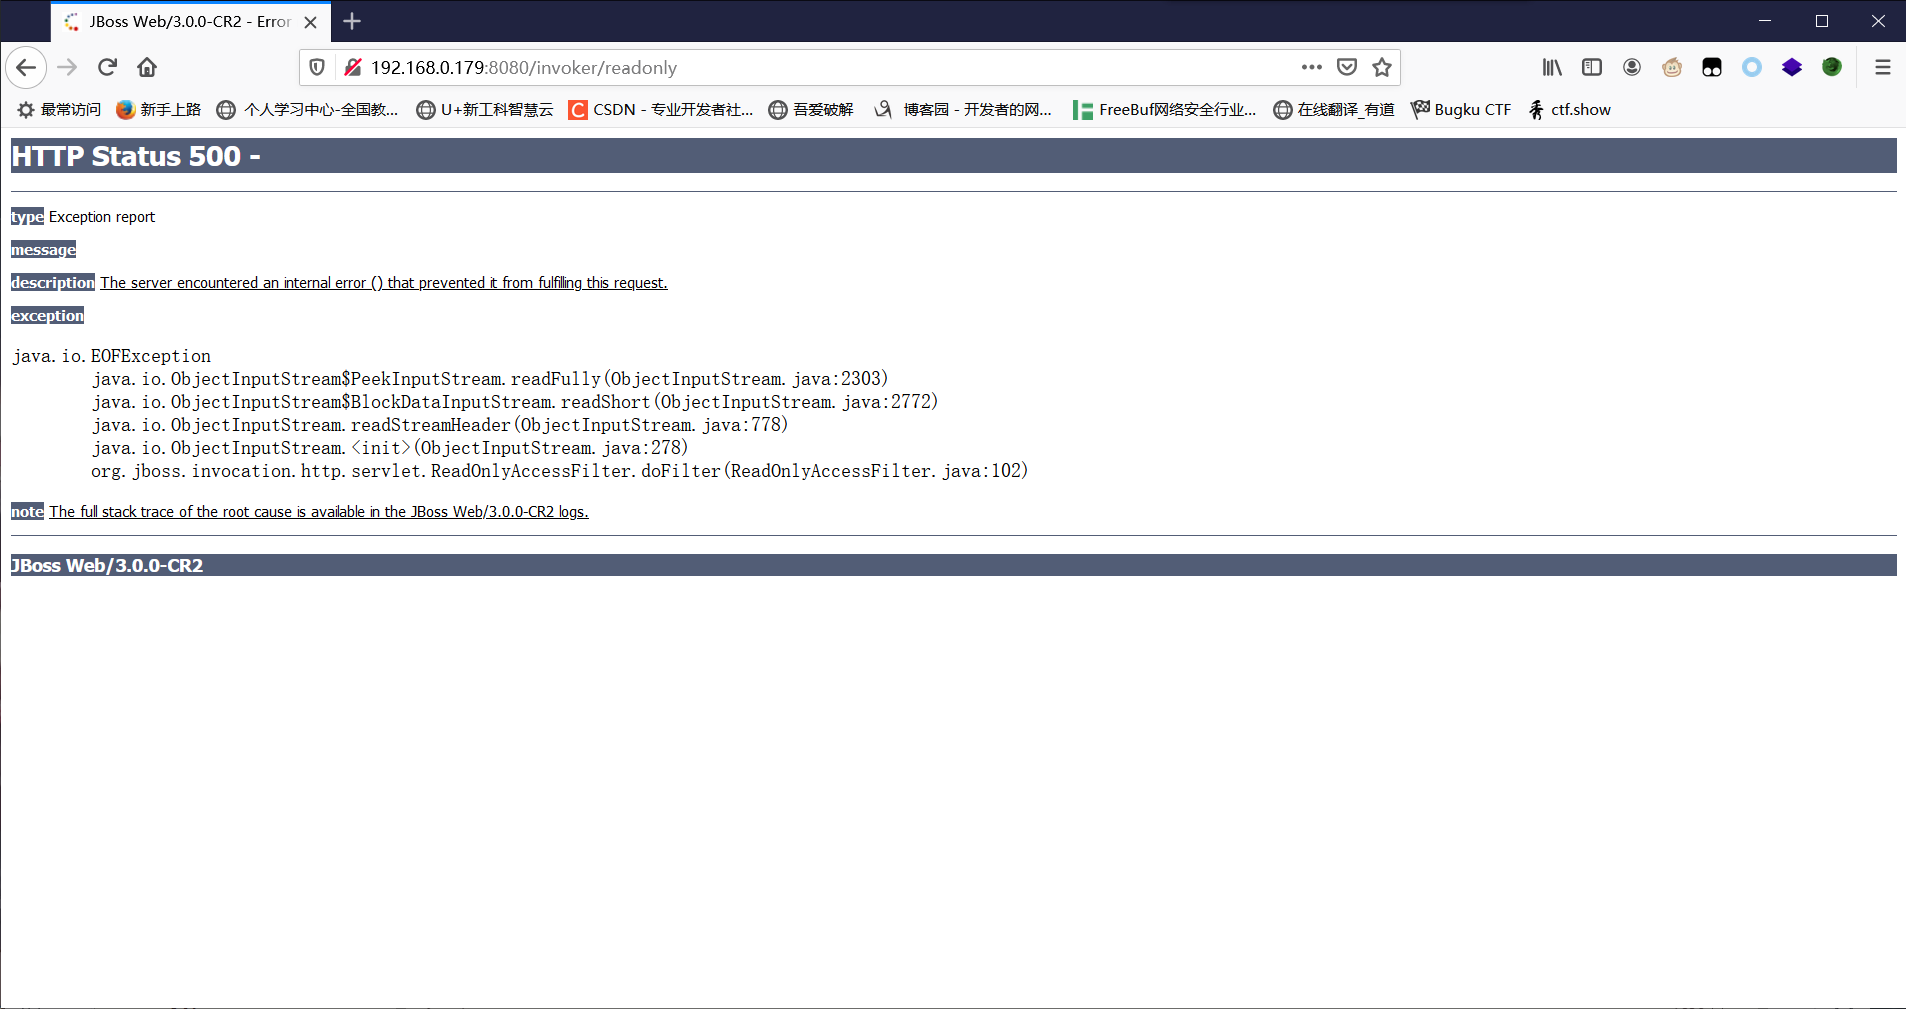 JBoss Web/3.0.0-CR2 - Error
192.168.0.179:8080/invoker/readonly
最常访问 新手上路 个人学习中心-全国教... U+新工科智慧云 CSDN - 专业开发者社... 吾爱破解 博客园 - 开发者的网... FreeBuf网络安全行业... 在线翻译_有道 Bugku CTF ctf.show
HTTP Status 500 -
type Exception report
message
description The server encountered an internal error () that prevented it from fulfilling this request.
exception
java.io.EOFException
java.io.ObjectInputStream$PeekInputStream.readFully(ObjectInputStream.java:2303)
java.io.ObjectInputStream$BlockDataInputStream.readShort(ObjectInputStream.java:2772)
java.io.ObjectInputStream.readStreamHeader(ObjectInputStream.java:778)
java.io.ObjectInputStream.<init>(ObjectInputStream.java:278)
org.jboss.invocation.http.servlet.ReadOnlyAccessFilter.doFilter(ReadOnlyAccessFilter.java:102)
note The full stack trace of the root cause is available in the JBoss Web/3.0.0-CR2 logs.
JBoss Web/3.0.0-CR2